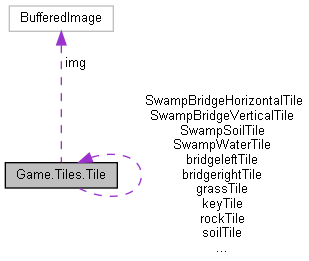 BufferedImage
img
SwampBridgeHorizontalTile
SwampBridgeVerticalTile
SwampSoilTile
SwampWaterTile
bridgeleftTile
bridgerightTile
grassTile
keyTile
rockTile
soilTile
...
Game.Tiles.Tile